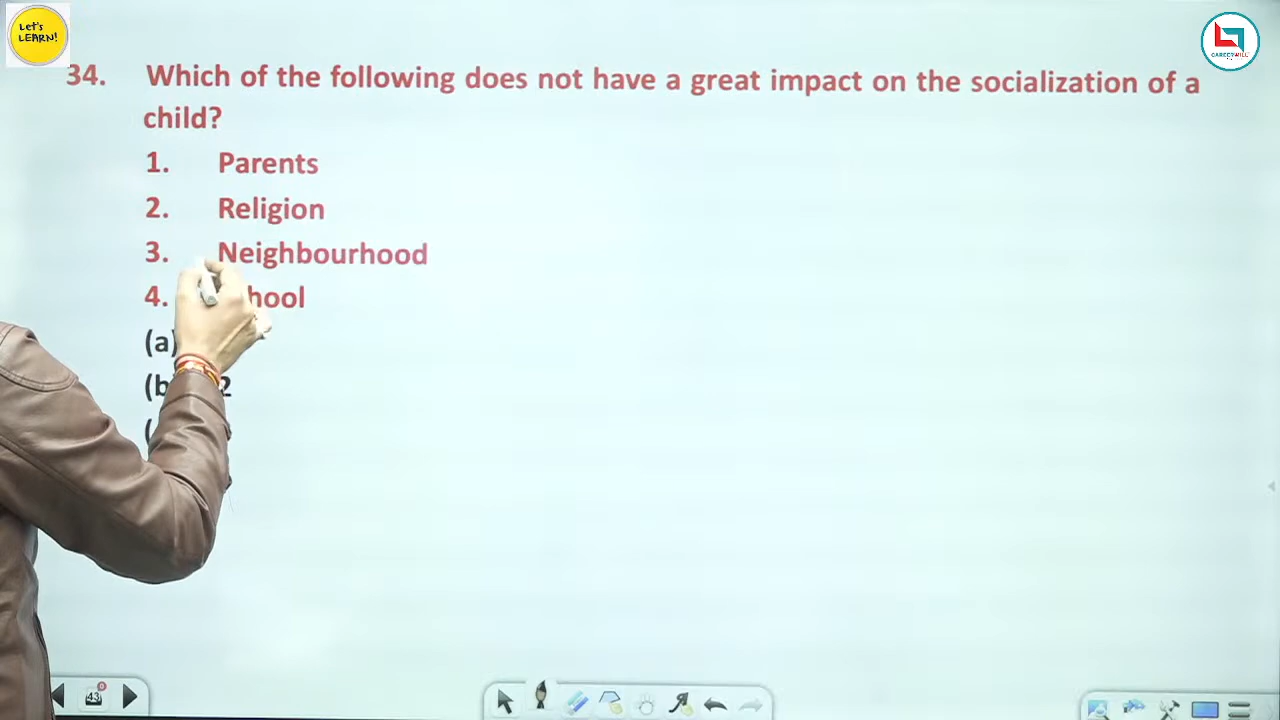 Let's
LEARN!
34. Which of the following does not have a great impact on the socialization of a
child?
1. Parents
2. Religion
3. Neighbourhood
4. hool
(a)
(b 2
(
43